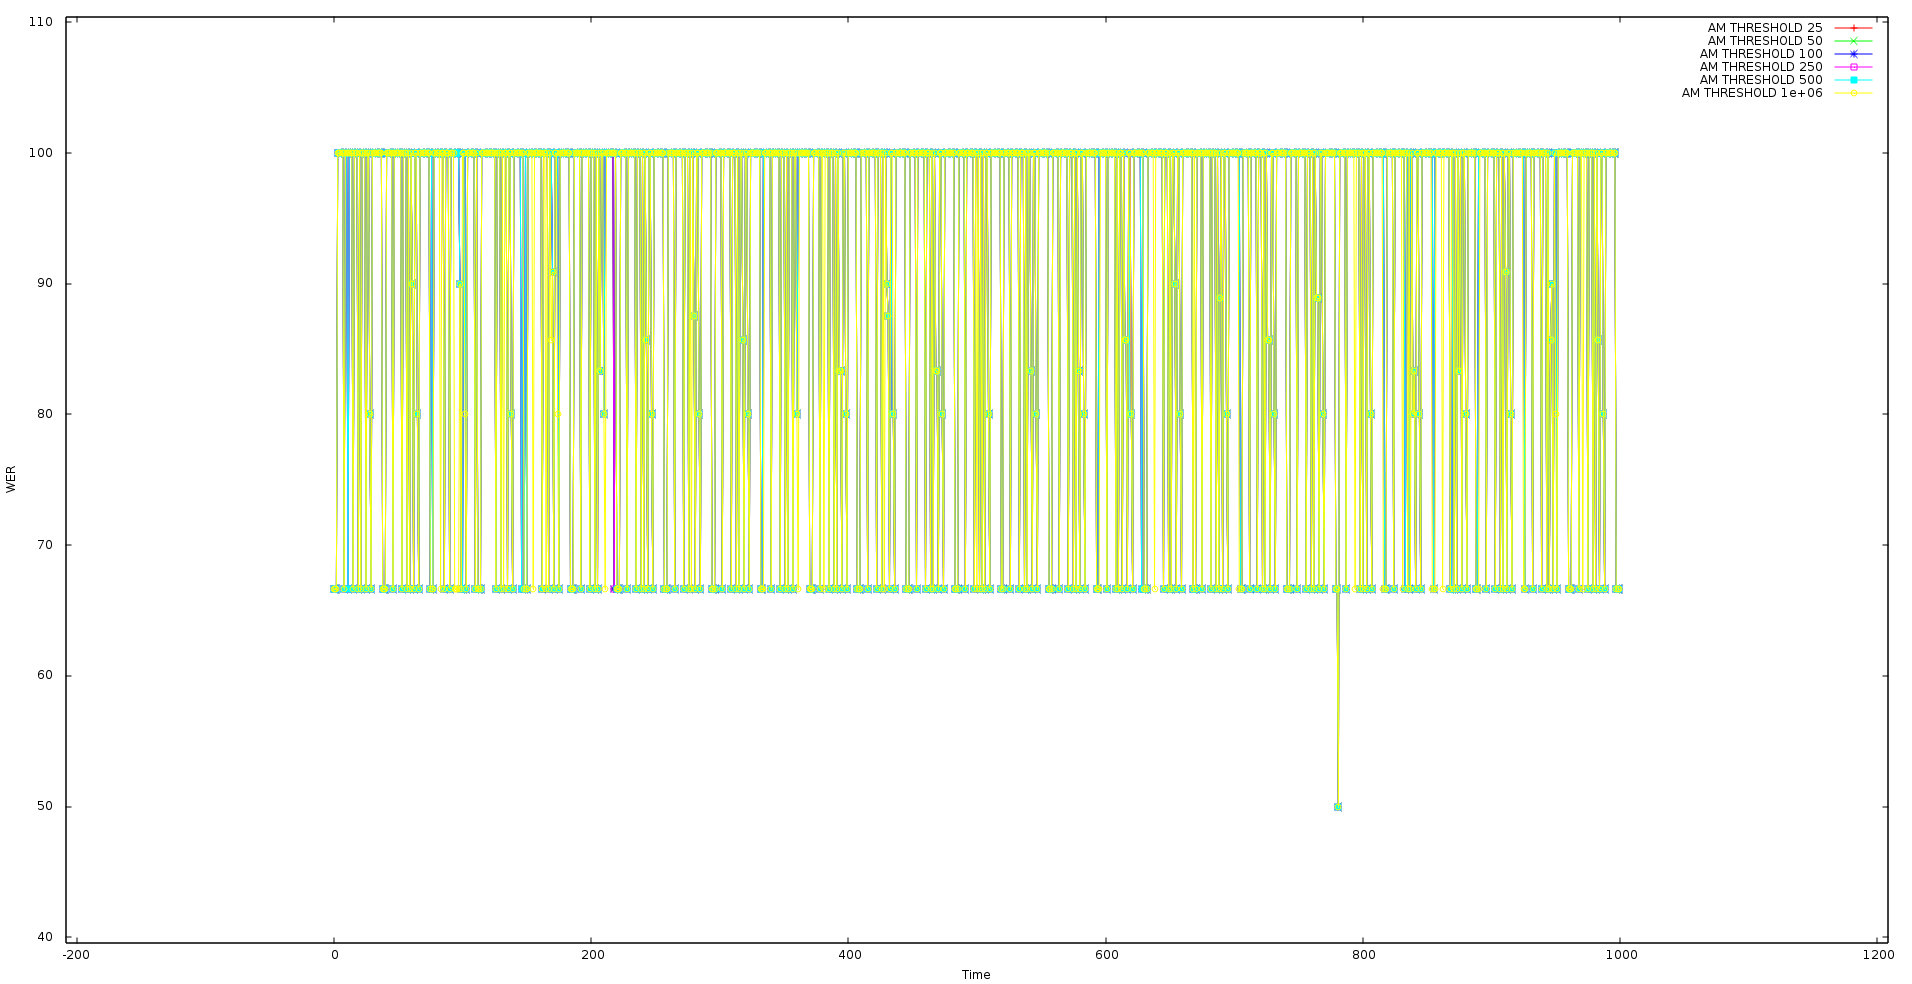 110
100
90
80
70
60
50
40
WER
-200
0
200
400
600
800
1000
1200
Time
AM THRESHOLD 25
AM THRESHOLD 50
AM THRESHOLD 100
AM THRESHOLD 250
AM THRESHOLD 500
AM THRESHOLD 1e+06